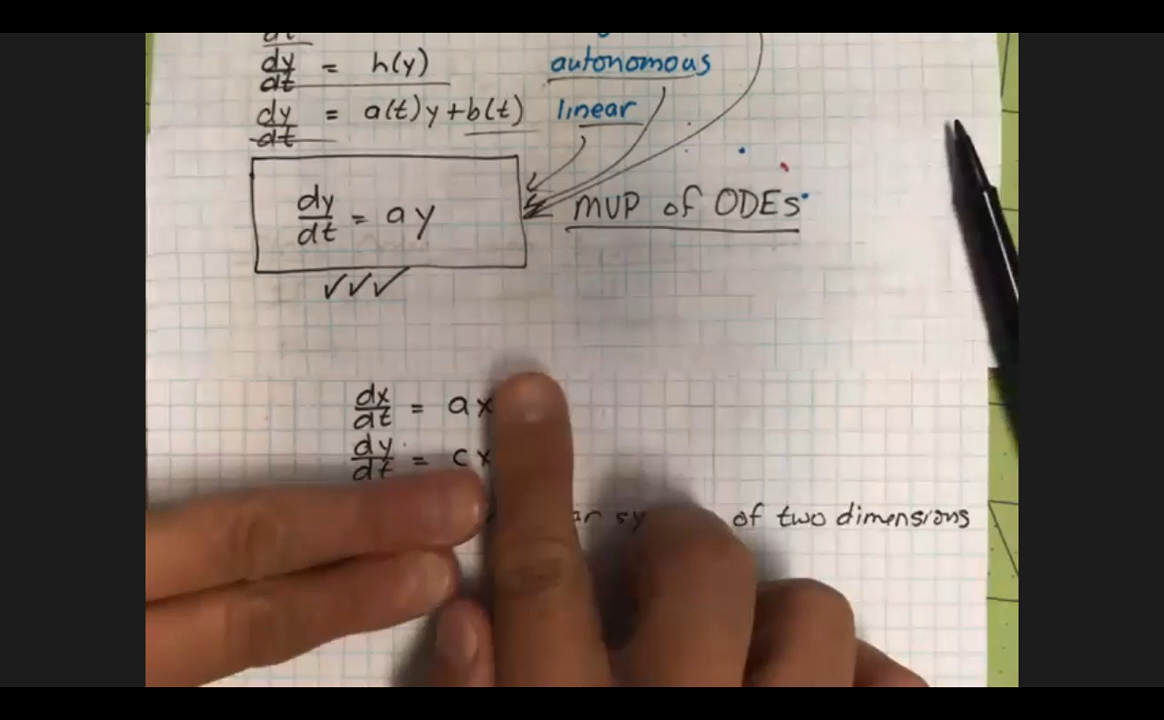 dy/dt = h(y) autonomous
dy/dt = a(t)y+b(t) linear
dy/dt = ay MVP of ODEs
✓✓✓
dx/dt = ax
dy/dt = cx
of two dimensions